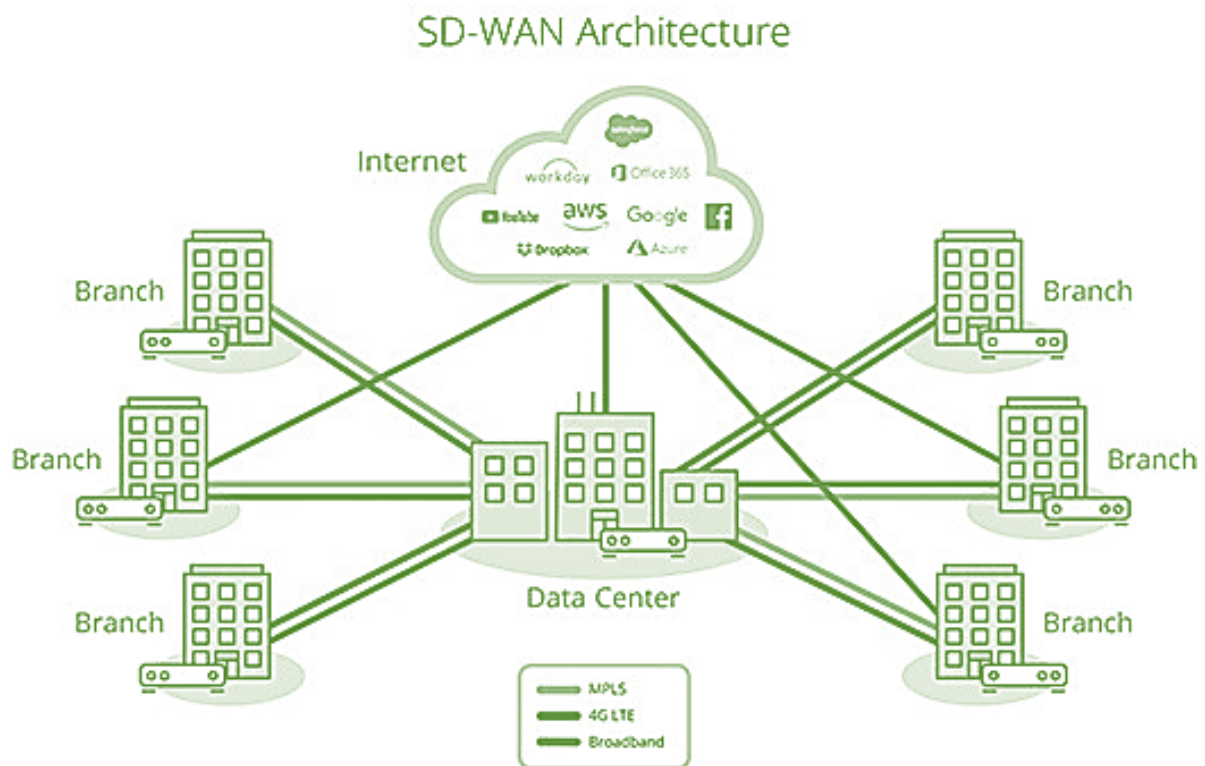 SD-WAN Architecture
salesforce
Internet
workday Office 365
YouTube aws Google
Dropbox Azure
Branch Branch
Branch Branch
Data Center
Branch Branch
MPLS
4G LTE
Broadband